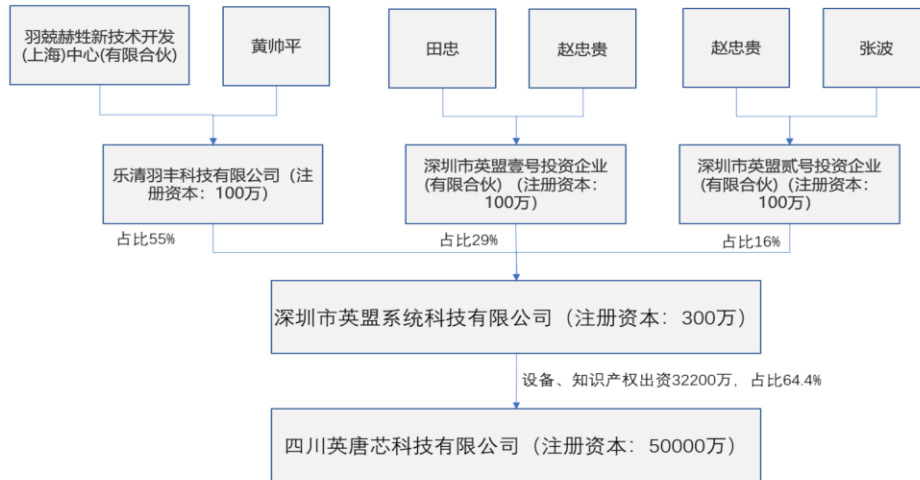 羽兢赫甡新技术开发
(上海)中心(有限合伙)
黄帅平
田忠
赵忠贵
赵忠贵
张波
乐清羽丰科技有限公司（注
册资本：100万）
深圳市英盟壹号投资企业
(有限合伙)（注册资本：
100万）
深圳市英盟贰号投资企业
(有限合伙)（注册资本：
100万）
占比55%
占比29%
占比16%
深圳市英盟系统科技有限公司（注册资本：300万）
设备、知识产权出资32200万，占比64.4%
四川英唐芯科技有限公司（注册资本：50000万）